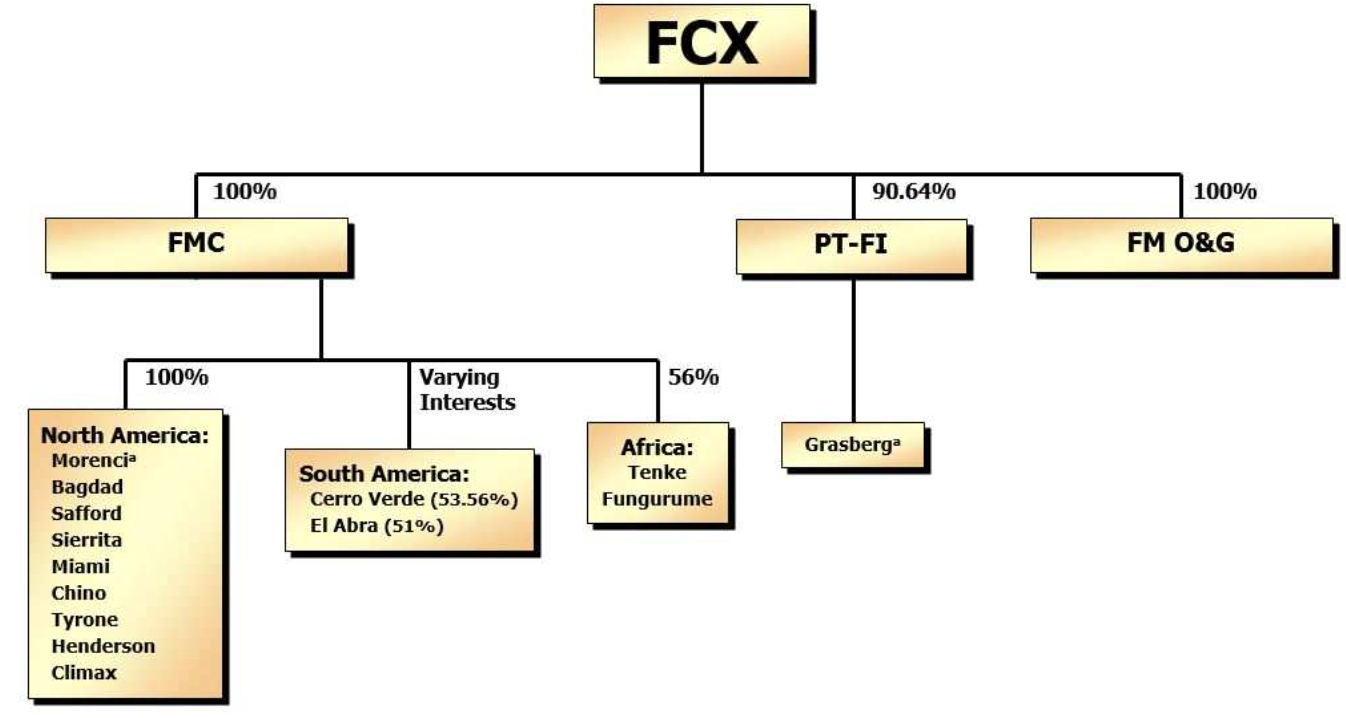 FCX
100%
90.64%
100%
FMC
PT-FI
FM O&G
100%
Varying
Interests
56%
North America:
Morenciᵃ
Bagdad
Safford
Sierrita
Miami
Chino
Tyrone
Henderson
Climax
South America:
Cerro Verde (53.56%)
El Abra (51%)
Africa:
Tenke
Fungurume
Grasbergᵃ